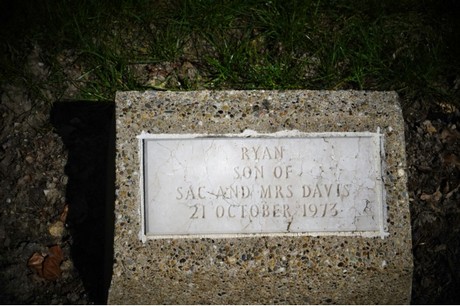 RYAN
SON OF
SAC AND MRS DAVIS
21 OCTOBER 1973